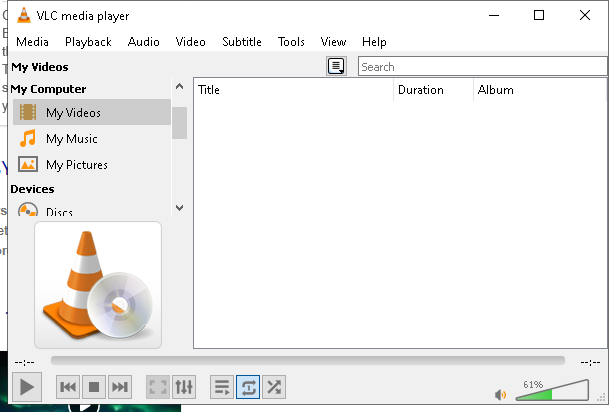 VLC media player
Media Playback Audio Video Subtitle Tools View Help
My Videos
Search
My Computer
My Videos
My Music
My Pictures
Devices
Discs
Title Duration Album
--:-- --:--
61%